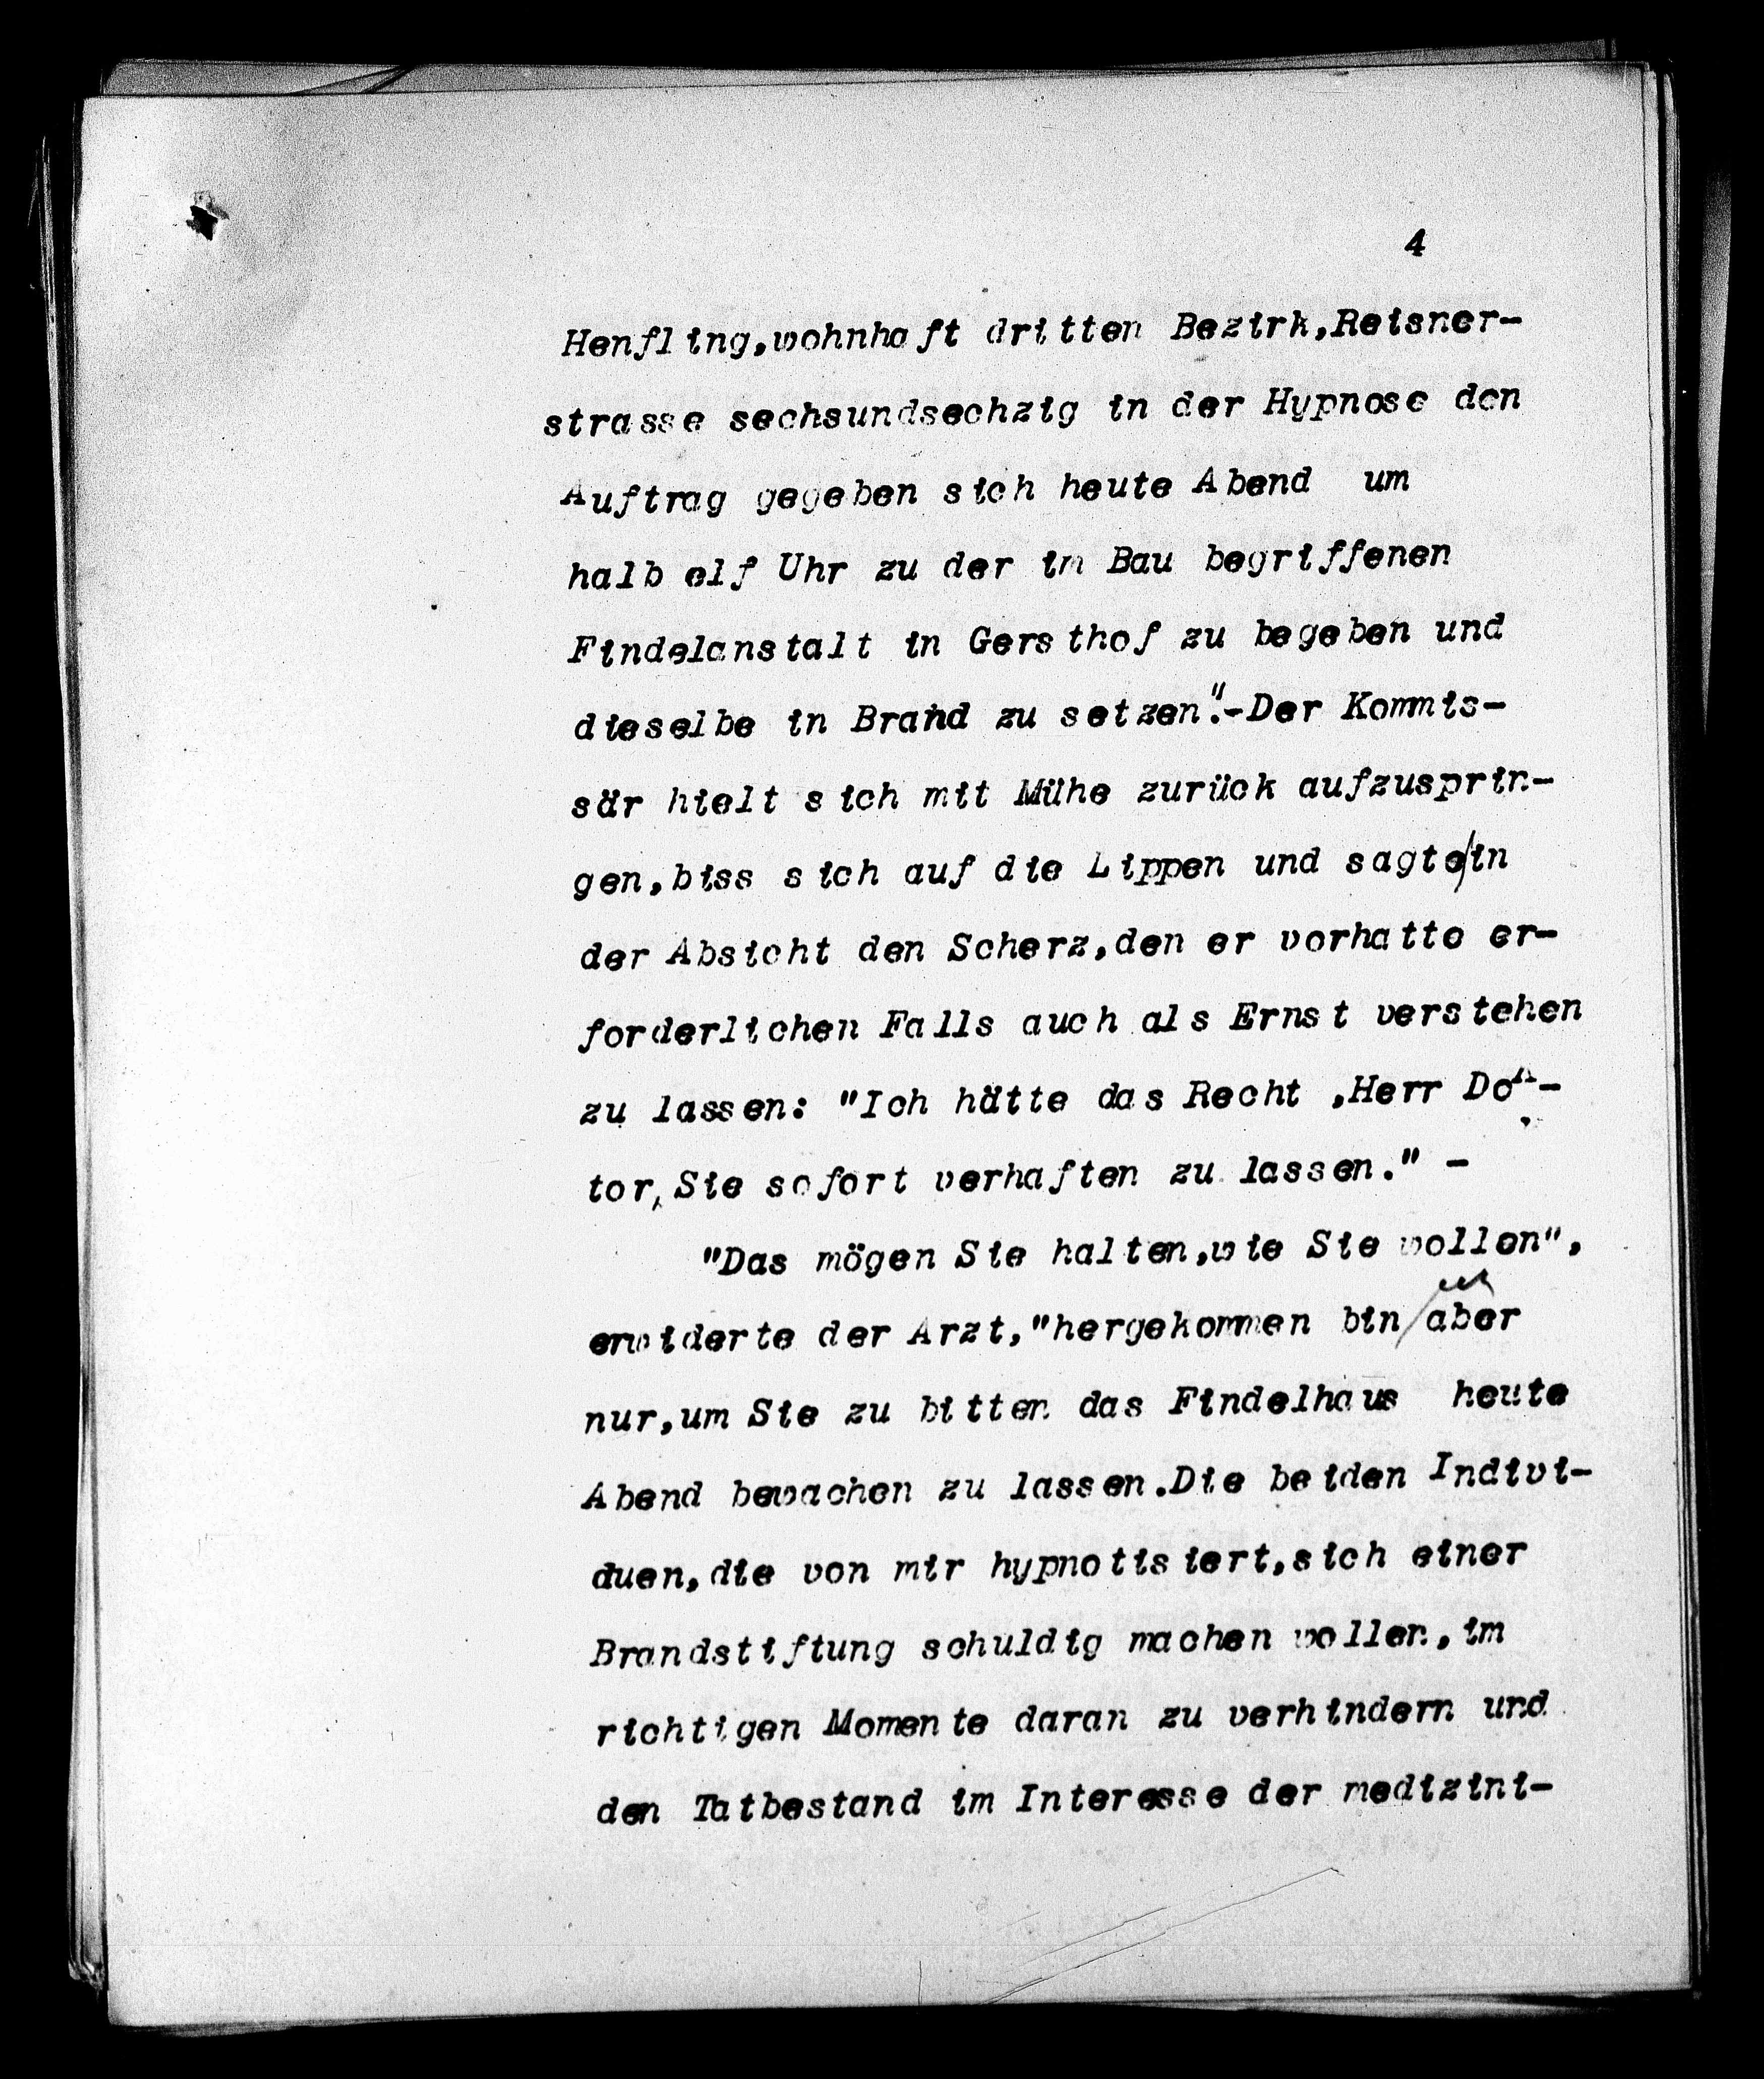 4
Henfling,wohnhaft dritten Bezirk,Reisner-
strasse sechsundsechzig in der Hypnose den
Auftrag gegeben sich heute Abend um
halb elf Uhr zu der in Bau begriffenen
Findelanstalt in Gersthof zu begeben und
dieselbe in Brand zu setzen".-Der Kommis-
sär hielt sich mit Mühe zurück aufzusprin-
gen,biss sich auf die Lippen und sagte/in
der Absicht den Scherz,den er vorhatte er-
forderlichen Falls auch als Ernst verstehen
zu lassen: "Ich hätte das Recht ,Herr Dok-
tor, Sie sofort verhaften zu lassen." -
"Das mögen Sie halten,wie Sie wollen",
ich
erwiderte der Arzt,"hergekommen bin/aber
nur,um Sie zu bitten das Findelhaus heute
Abend bewachen zu lassen.Die beiden Indivi-
duen,die von mir hypnotisiert,sich einer
Brandstiftung schuldig machen wollen,im
richtigen Momente daran zu verhindern und
den Tatbestand im Interesse der medizini-